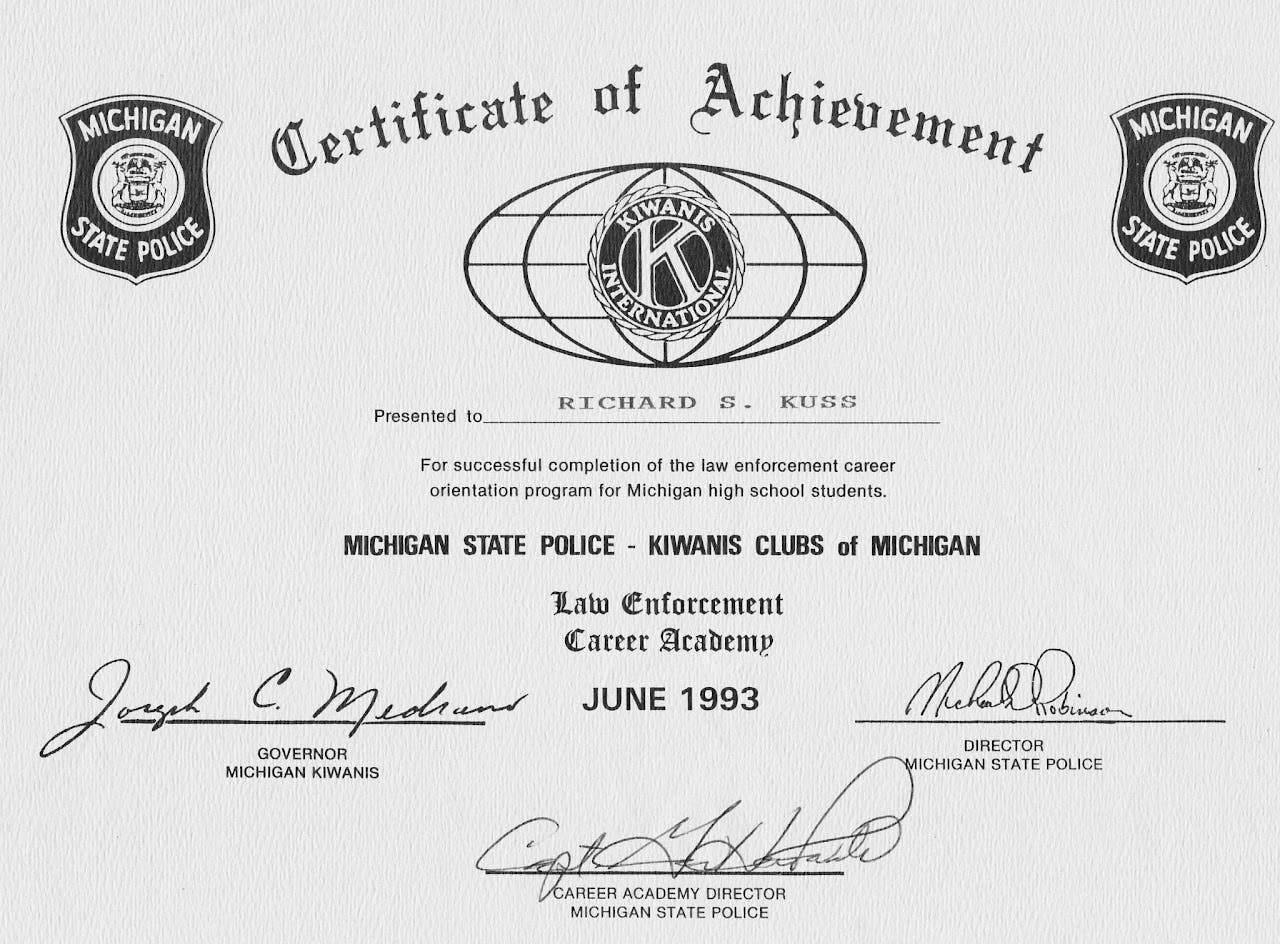 Certificate of Achievement
MICHIGAN
STATE POLICE
MICHIGAN
STATE POLICE
KIWANIS
K
INTERNATIONAL
Presented to RICHARD S. KUSS
For successful completion of the law enforcement career
orientation program for Michigan high school students.
MICHIGAN STATE POLICE - KIWANIS CLUBS of MICHIGAN
Law Enforcement
Career Academy
JUNE 1993
Joseph C. Medrano
GOVERNOR
MICHIGAN KIWANIS
Michael D. Robinson
DIRECTOR
MICHIGAN STATE POLICE
Capt.
CAREER ACADEMY DIRECTOR
MICHIGAN STATE POLICE